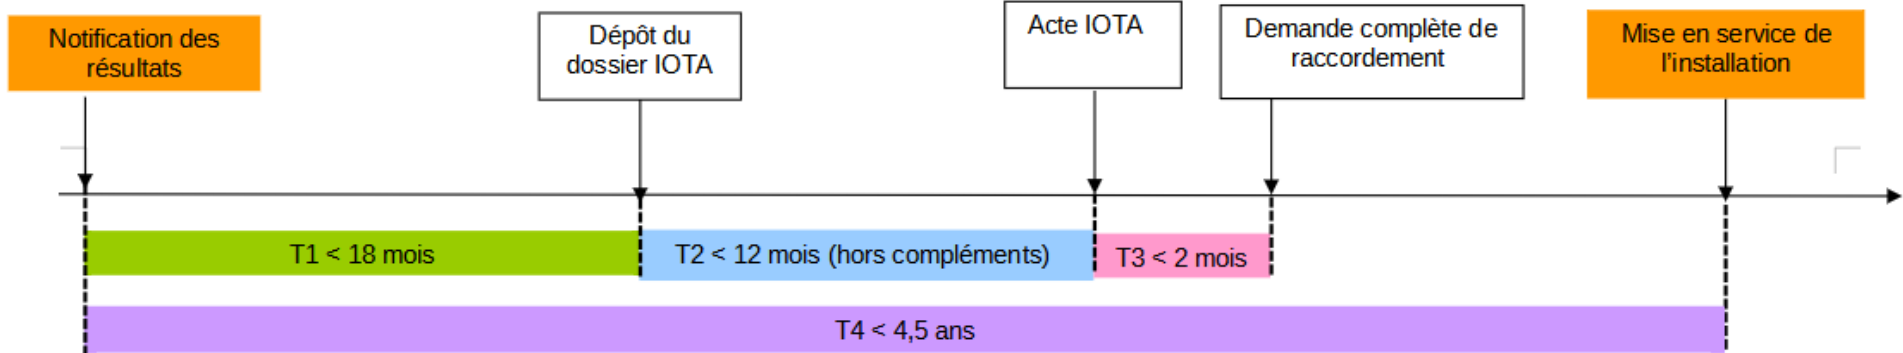 Notification des
résultats
Dépôt du
dossier IOTA
Acte IOTA
Demande complète de
raccordement
Mise en service de
l’installation
T1 < 18 mois
T2 < 12 mois (hors compléments)
T3 < 2 mois
T4 < 4,5 ans